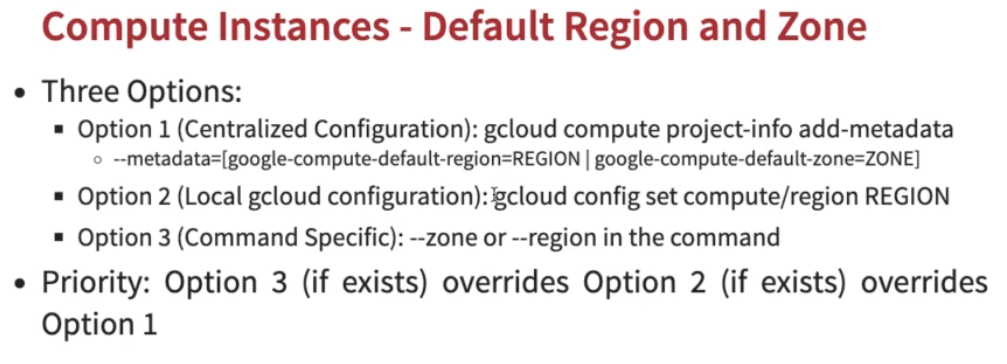 Compute Instances - Default Region and Zone
• Three Options:
▪ Option 1 (Centralized Configuration): gcloud compute project-info add-metadata
◦ --metadata=[google-compute-default-region=REGION | google-compute-default-zone=ZONE]
▪ Option 2 (Local gcloud configuration): gcloud config set compute/region REGION
▪ Option 3 (Command Specific): --zone or --region in the command
• Priority: Option 3 (if exists) overrides Option 2 (if exists) overrides
Option 1